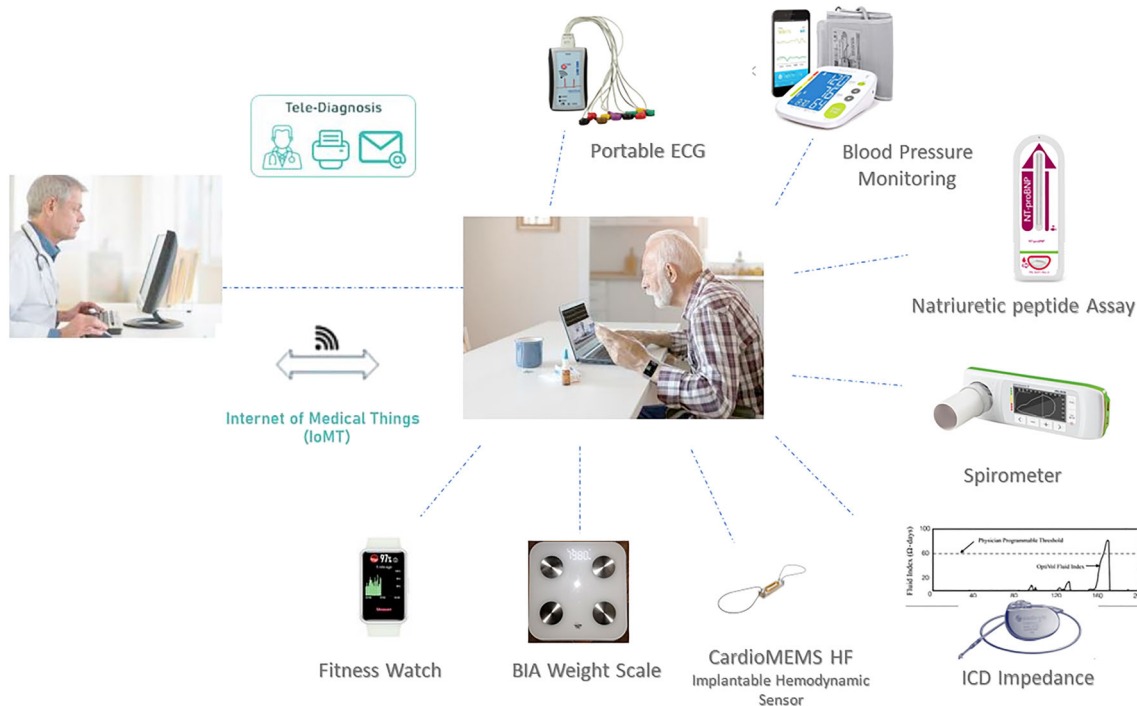 Tele-Diagnosis
Portable ECG
Blood Pressure
Monitoring
NT-proBNP
Natriuretic peptide Assay
Internet of Medical Things
(IoMT)
Spirometer
97%
Fitness Watch
BIA Weight Scale
CardioMEMS HF
Implantable Hemodynamic
Sensor
Fluid Index (Ω-days)
80
60
40
20
0
Physician Programmable Threshold
OptiVol Fluid Index
40
80
120
160
ICD Impedance